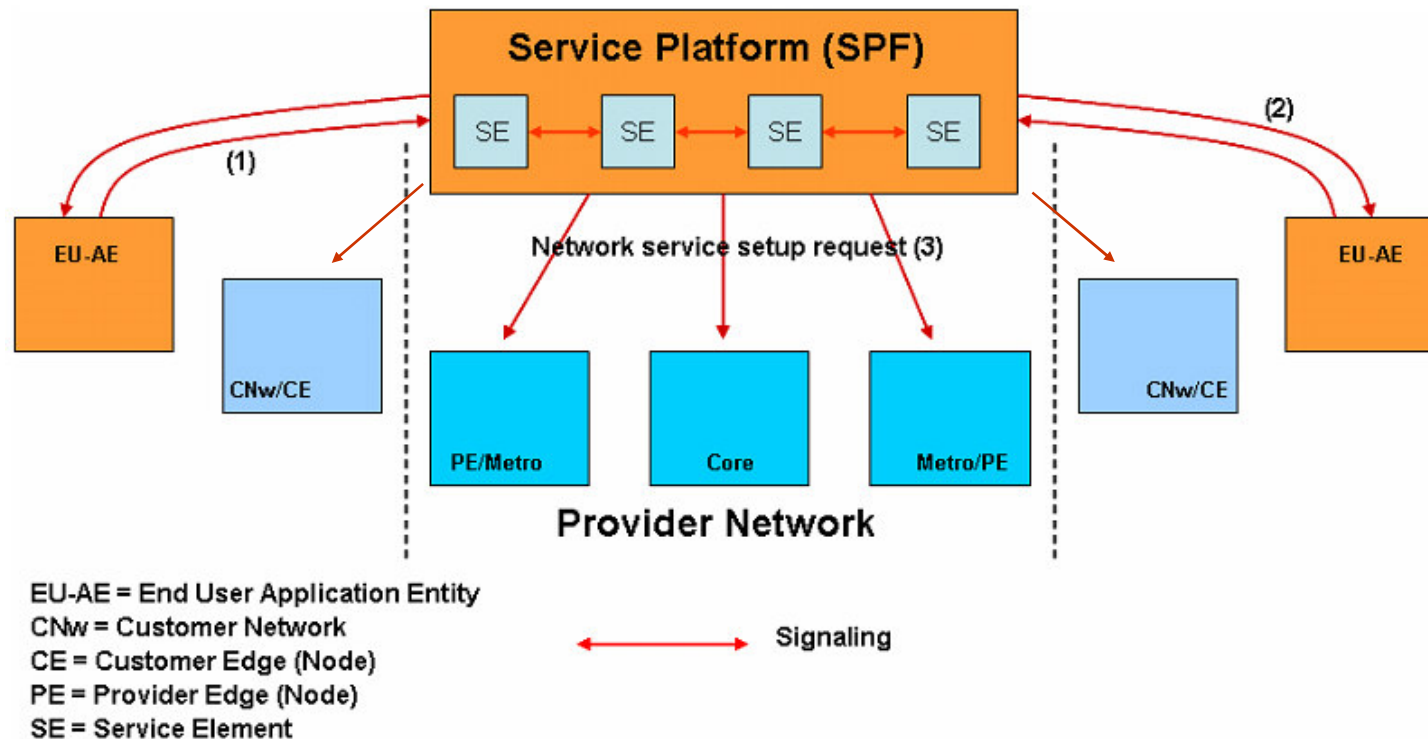 Service Platform (SPF)
SE
SE
SE
SE
(1)
(2)
EU-AE
EU-AE
Network service setup request (3)
CNw/CE
CNw/CE
PE/Metro
Core
Metro/PE
Provider Network
EU-AE = End User Application Entity
CNw = Customer Network
CE = Customer Edge (Node)
PE = Provider Edge (Node)
SE = Service Element
Signaling